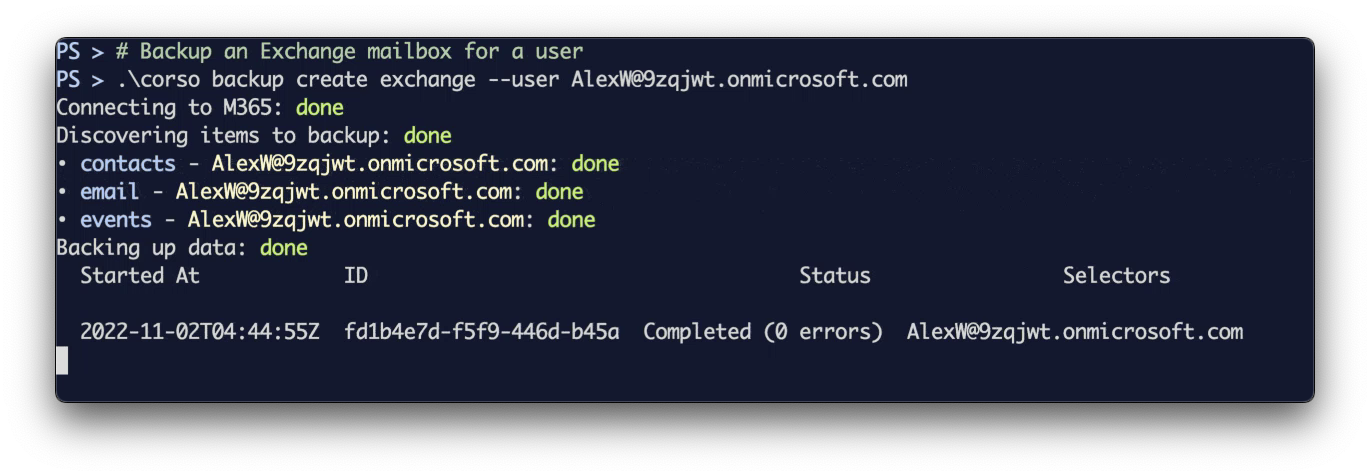 PS > # Backup an Exchange mailbox for a user
PS > .\corso backup create exchange --user AlexW@9zqjwt.onmicrosoft.com
Connecting to M365: done
Discovering items to backup: done
• contacts - AlexW@9zqjwt.onmicrosoft.com: done
• email - AlexW@9zqjwt.onmicrosoft.com: done
• events - AlexW@9zqjwt.onmicrosoft.com: done
Backing up data: done
Started At ID Status Selectors
2022-11-02T04:44:55Z fd1b4e7d-f5f9-446d-b45a Completed (0 errors) AlexW@9zqjwt.onmicrosoft.com